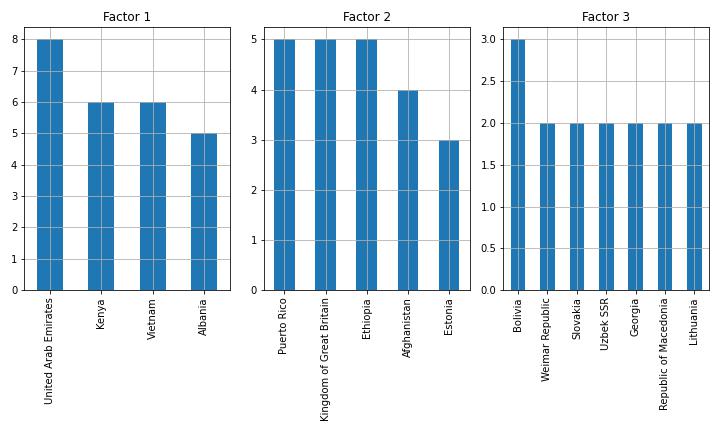 Factor 1
8
7
6
5
4
3
2
1
0
United Arab Emirates
Kenya
Vietnam
Albania
Factor 2
5
4
3
2
1
0
Puerto Rico
Kingdom of Great Britain
Ethiopia
Afghanistan
Estonia
Factor 3
3.0
2.5
2.0
1.5
1.0
0.5
0.0
Bolivia
Weimar Republic
Slovakia
Uzbek SSR
Georgia
Republic of Macedonia
Lithuania